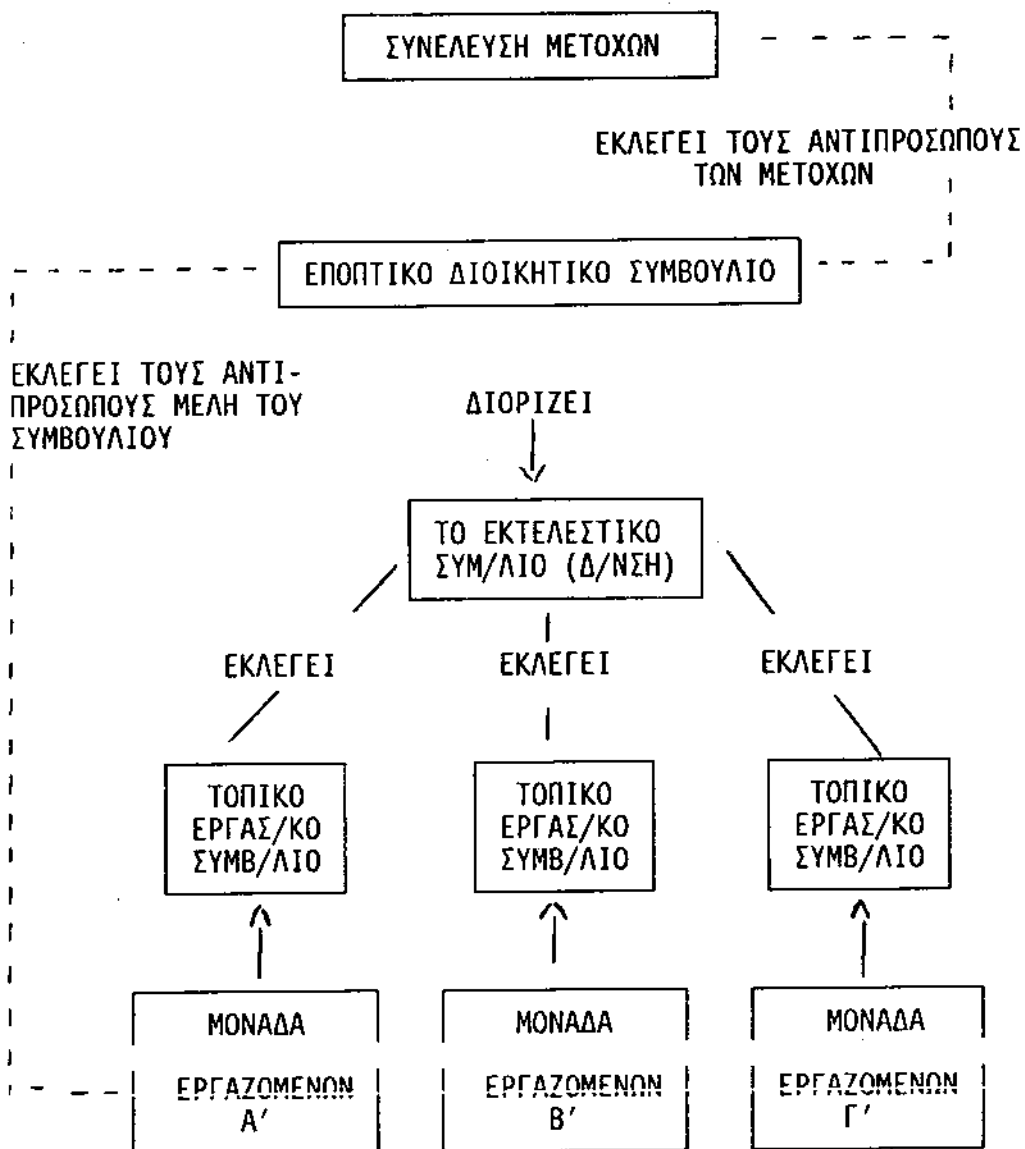 ΣΥΝΕΛΕΥΣΗ ΜΕΤΟΧΩΝ
ΕΚΛΕΓΕΙ ΤΟΥΣ ΑΝΤΙΠΡΟΣΩΠΟΥΣ
ΤΩΝ ΜΕΤΟΧΩΝ
ΕΠΟΠΤΙΚΟ ΔΙΟΙΚΗΤΙΚΟ ΣΥΜΒΟΥΛΙΟ
ΕΚΛΕΓΕΙ ΤΟΥΣ ΑΝΤΙ-
ΠΡΟΣΩΠΟΥΣ ΜΕΛΗ ΤΟΥ
ΣΥΜΒΟΥΛΙΟΥ
ΔΙΟΡΙΖΕΙ
ΤΟ ΕΚΤΕΛΕΣΤΙΚΟ
ΣΥΜ/ΛΙΟ (Δ/ΝΣΗ)
ΕΚΛΕΓΕΙ
ΕΚΛΕΓΕΙ
ΕΚΛΕΓΕΙ
ΤΟΠΙΚΟ
ΕΡΓΑΣ/ΚΟ
ΣΥΜΒ/ΛΙΟ
ΤΟΠΙΚΟ
ΕΡΓΑΣ/ΚΟ
ΣΥΜΒ/ΛΙΟ
ΤΟΠΙΚΟ
ΕΡΓΑΣ/ΚΟ
ΣΥΜΒ/ΛΙΟ
ΜΟΝΑΔΑ
ΕΡΓΑΖΟΜΕΝΩΝ
Α′
ΜΟΝΑΔΑ
ΕΡΓΑΖΟΜΕΝΩΝ
Β′
ΜΟΝΑΔΑ
ΕΡΓΑΖΟΜΕΝΩΝ
Γ′